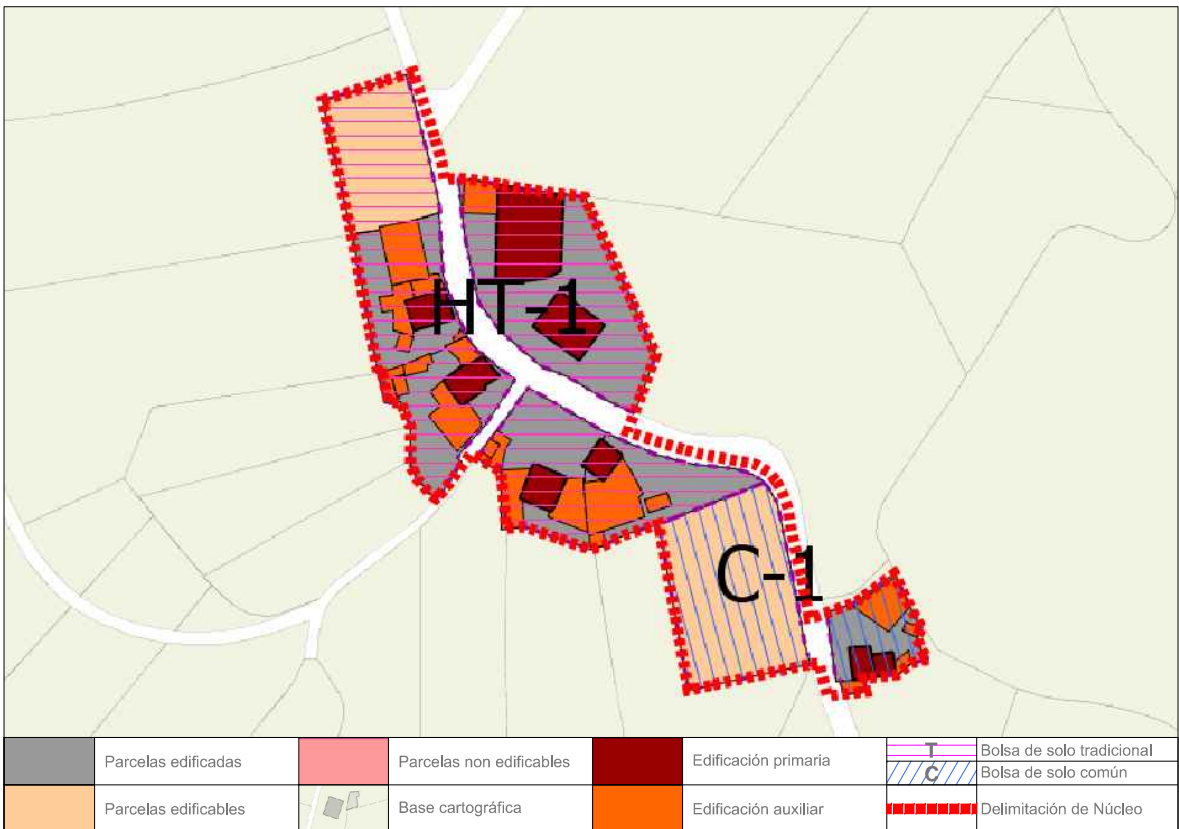 HT-1
C-1
Parcelas edificadas
Parcelas non edificables
Edificación primaria
T
Bolsa de solo tradicional
C
Bolsa de solo común
Parcelas edificables
Base cartográfica
Edificación auxiliar
Delimitación de Núcleo